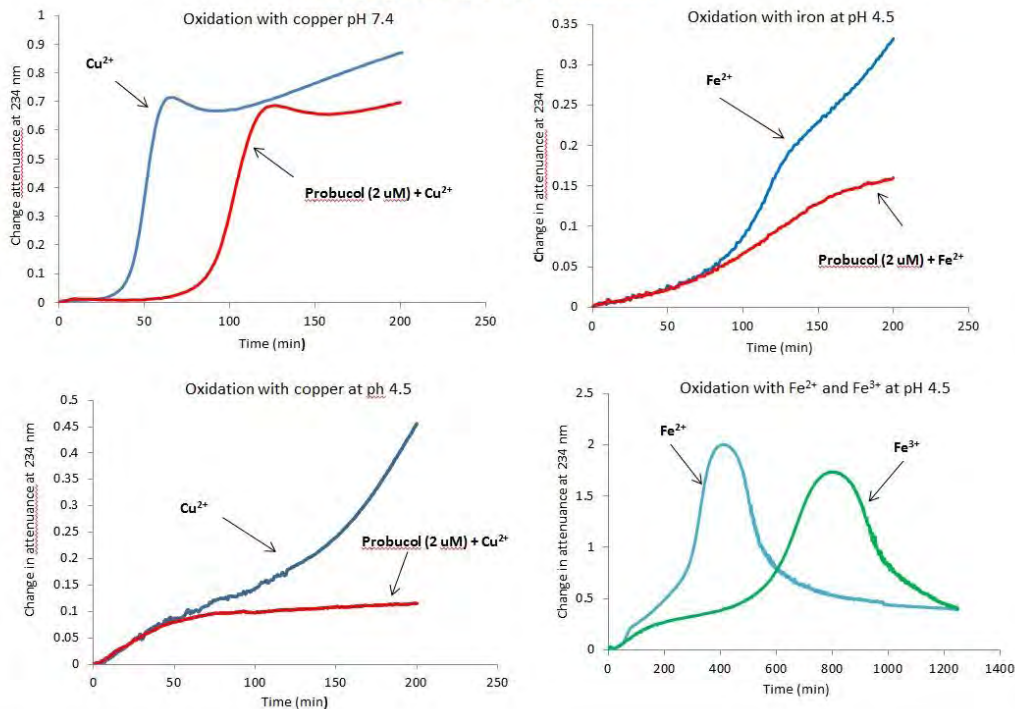 Oxidation with copper pH 7.4
Change attenuance at 234 nm
1
0.9
0.8
0.7
0.6
0.5
0.4
0.3
0.2
0.1
0
Cu²⁺
Probucol (2 uM) + Cu²⁺
0 50 100 150 200 250
Time (min)
Oxidation with iron at pH 4.5
Change in attenuance at 234 nm
0.35
0.3
0.25
0.2
0.15
0.1
0.05
0
Fe²⁺
Probucol (2 uM) + Fe²⁺
0 50 100 150 200 250
Time (min)
Oxidation with copper at ph 4.5
Change in attenuance at 234 nm
0.5
0.45
0.4
0.35
0.3
0.25
0.2
0.15
0.1
0.05
0
Cu²⁺
Probucol (2 uM) + Cu²⁺
0 50 100 150 200 250
Time (min)
Oxidation with Fe²⁺ and Fe³⁺ at pH 4.5
Change in attenuance at 234 nm
2.5
2
1.5
1
0.5
0
Fe²⁺
Fe³⁺
0 200 400 600 800 1000 1200 1400
Time (min)